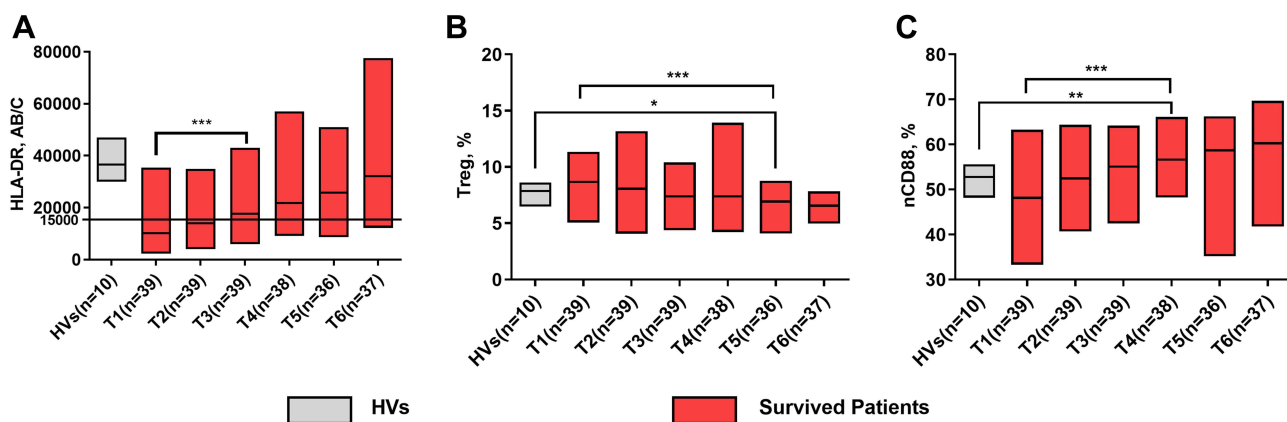 A
HLA-DR, AB/C
80000
60000
40000
20000
15000
0
***
HVs(n=10)
T1(n=39)
T2(n=39)
T3(n=39)
T4(n=38)
T5(n=36)
T6(n=37)
B
Treg, %
20
15
10
5
0
***
*
HVs(n=10)
T1(n=39)
T2(n=39)
T3(n=39)
T4(n=38)
T5(n=36)
T6(n=37)
C
nCD88, %
80
70
60
50
40
30
***
**
HVs(n=10)
T1(n=39)
T2(n=39)
T3(n=39)
T4(n=38)
T5(n=36)
T6(n=37)
HVs
Survived Patients